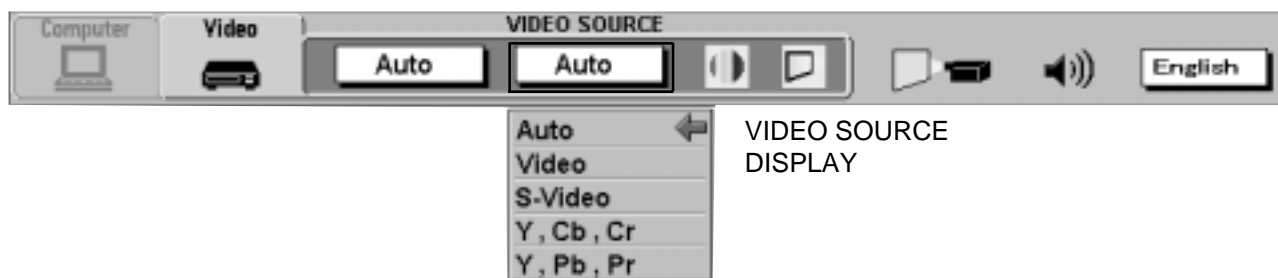 Computer Video VIDEO SOURCE
Auto Auto English
Auto
Video
S-Video
Y , Cb , Cr
Y , Pb , Pr
VIDEO SOURCE
DISPLAY